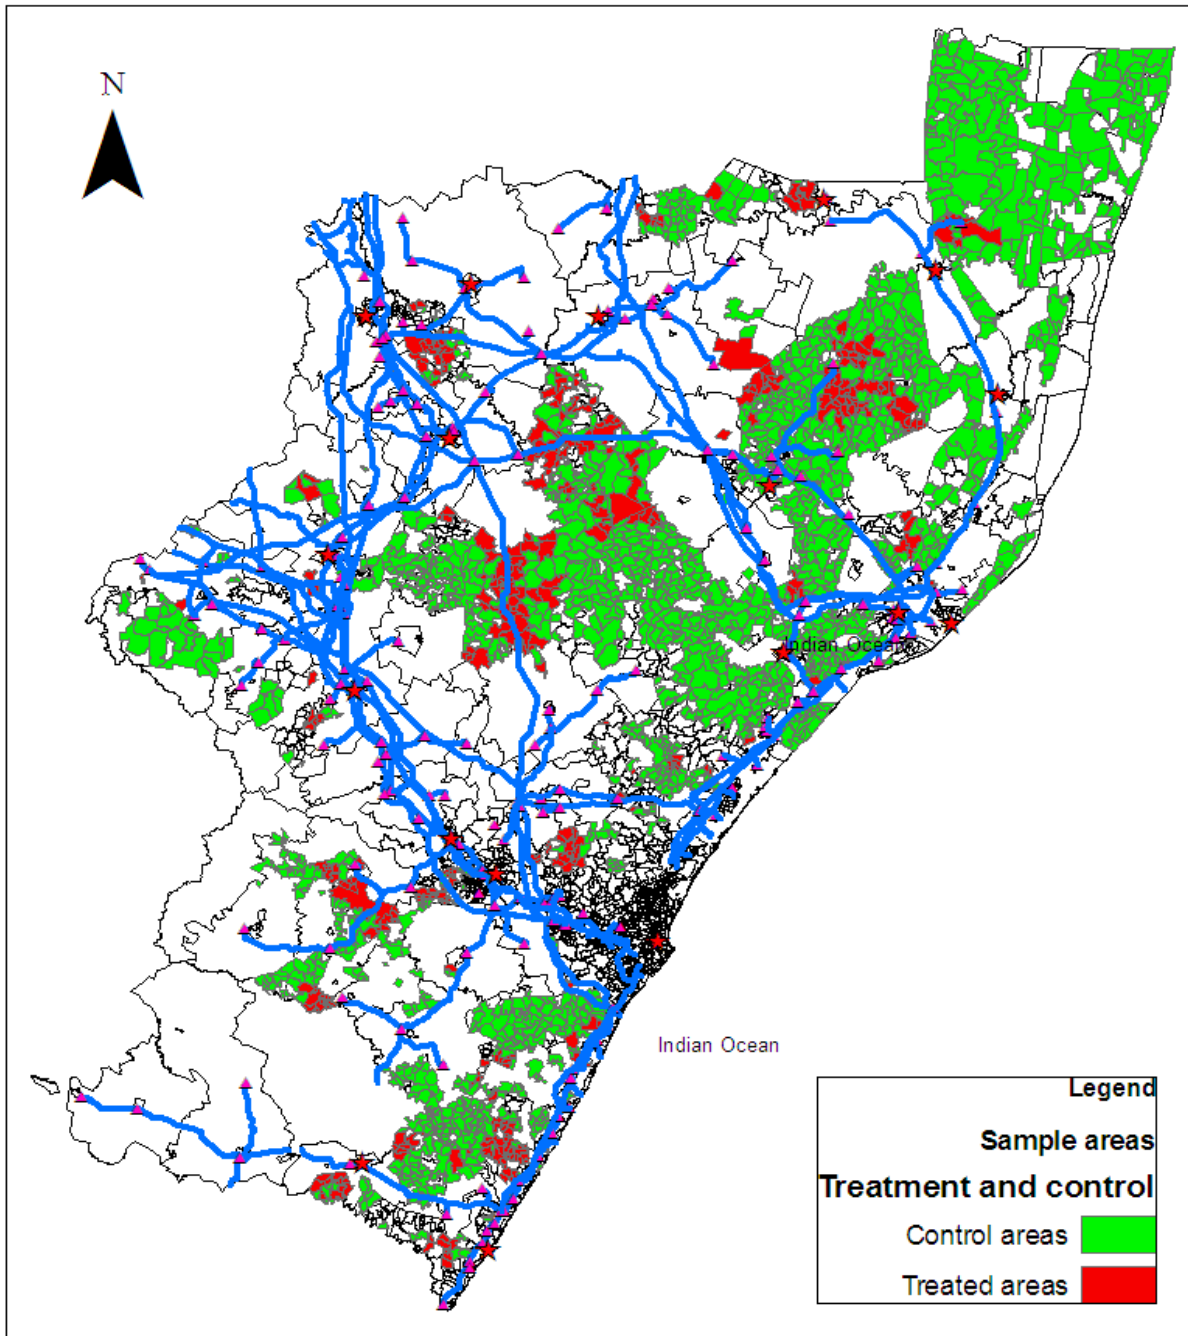 N
Indian Ocean
Indian Ocean
Legend
Sample areas
Treatment and control
Control areas
Treated areas